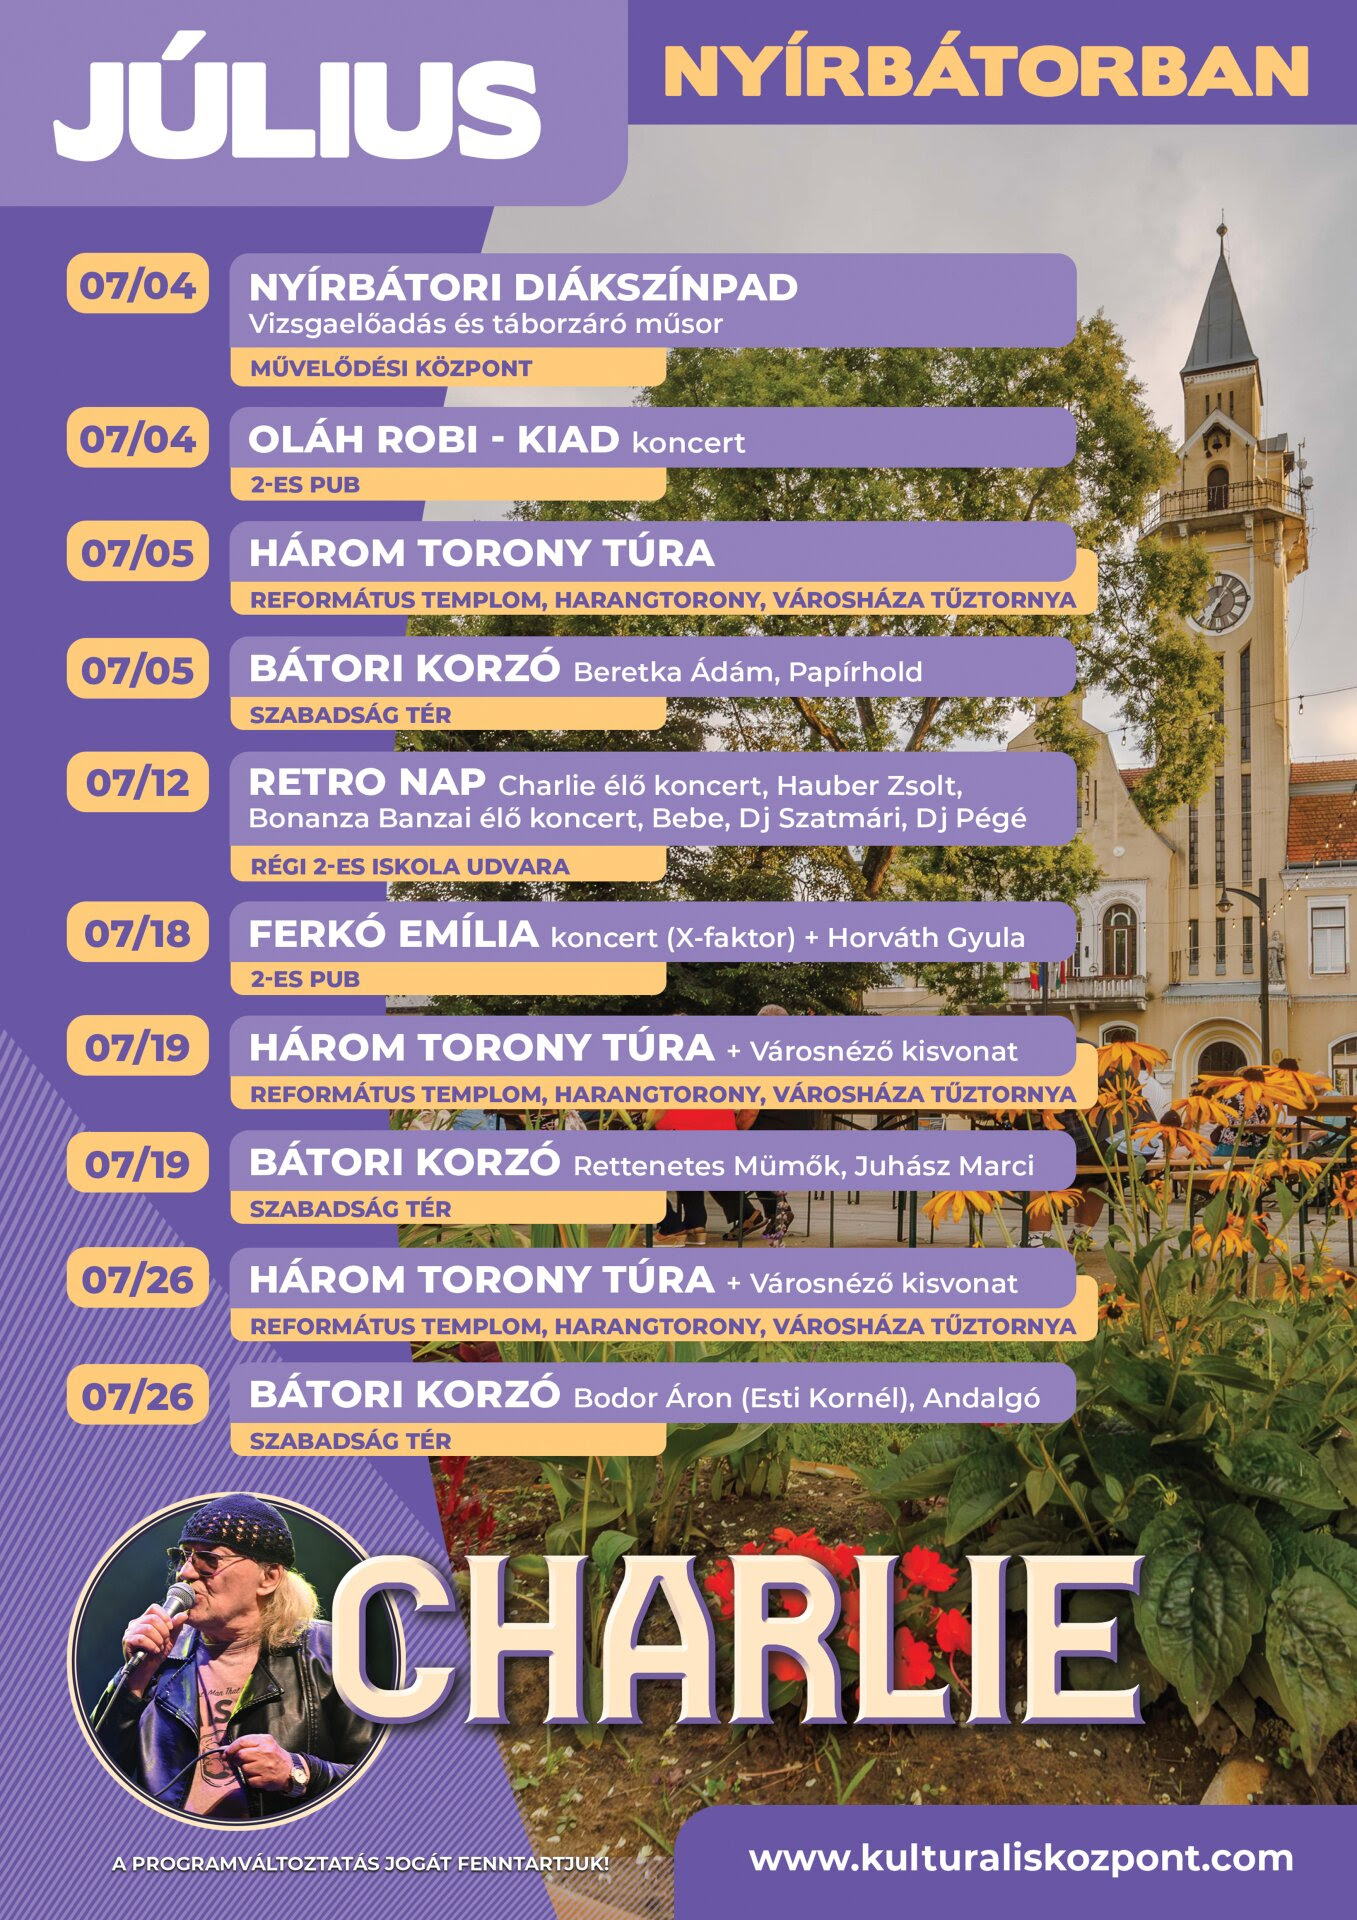 JÚLIUS
NYÍRBÁTORBAN
07/04
NYÍRBÁTORI DIÁKSZÍNPAD
Vizsgaelőadás és táborzáró műsor
MŰVELŐDÉSI KÖZPONT
07/04
OLÁH ROBI - KIAD koncert
2-ES PUB
07/05
HÁROM TORONY TÚRA
REFORMÁTUS TEMPLOM, HARANGTORONY, VÁROSHÁZA TŰZTORNYA
07/05
BÁTORI KORZÓ Beretka Ádám, Papírhold
SZABADSÁG TÉR
07/12
RETRO NAP Charlie élő koncert, Hauber Zsolt,
Bonanza Banzai élő koncert, Bebe, Dj Szatmári, Dj Pégé
RÉGI 2-ES ISKOLA UDVARA
07/18
FERKÓ EMÍLIA koncert (X-faktor) + Horváth Gyula
2-ES PUB
07/19
HÁROM TORONY TÚRA + Városnéző kisvonat
REFORMÁTUS TEMPLOM, HARANGTORONY, VÁROSHÁZA TŰZTORNYA
07/19
BÁTORI KORZÓ Rettenetes Mümők, Juhász Marci
SZABADSÁG TÉR
07/26
HÁROM TORONY TÚRA + Városnéző kisvonat
REFORMÁTUS TEMPLOM, HARANGTORONY, VÁROSHÁZA TŰZTORNYA
07/26
BÁTORI KORZÓ Bodor Áron (Esti Kornél), Andalgó
SZABADSÁG TÉR
CHARLIE
A PROGRAMVÁLTOZTATÁS JOGÁT FENNTARTJUK!
www.kulturaliskozpont.com